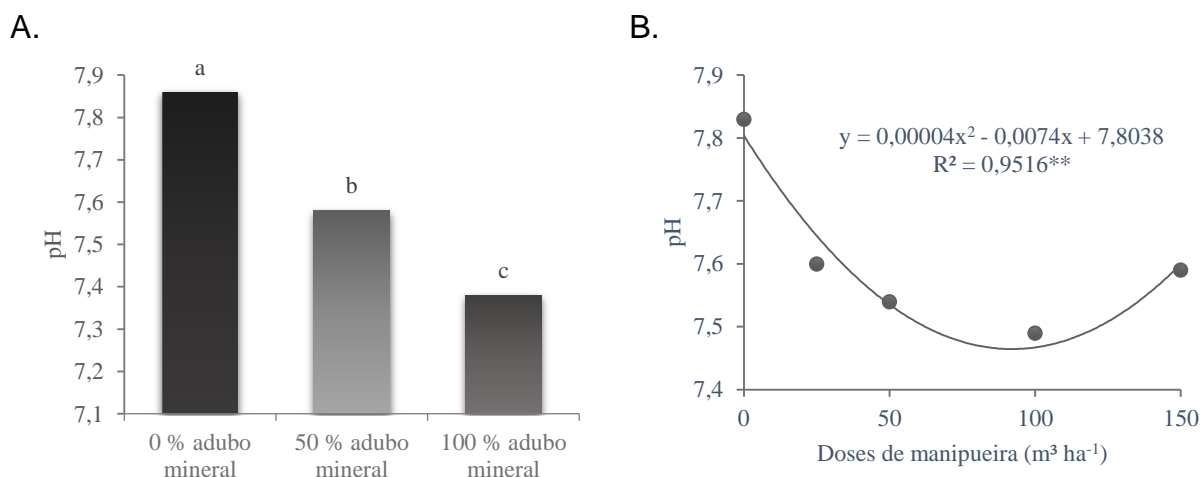 A.
pH
7,9
7,8
7,7
7,6
7,5
7,4
7,3
7,2
7,1
a
b
c
0 % adubo
mineral
50 % adubo
mineral
100 % adubo
mineral
B.
pH
7,9
7,8
7,7
7,6
7,5
7,4
y = 0,00004x² - 0,0074x + 7,8038
R² = 0,9516**
0
50
100
150
Doses de manipueira (m³ ha⁻¹)